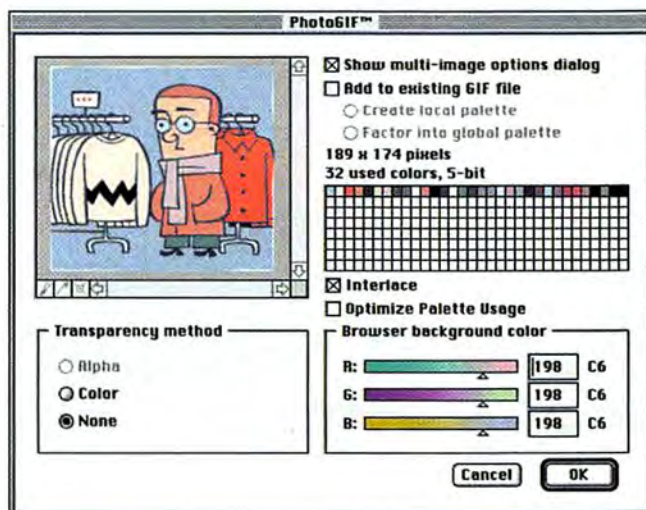 PhotoGIF™
Show multi-image options dialog
Add to existing GIF file
Create local palette
Factor into global palette
189 x 174 pixels
32 used colors, 5-bit
Interlace
Optimize Palette Usage
Transparency method
Alpha
Color
None
Browser background color
R: 198 C6
G: 198 C6
B: 198 C6
Cancel OK